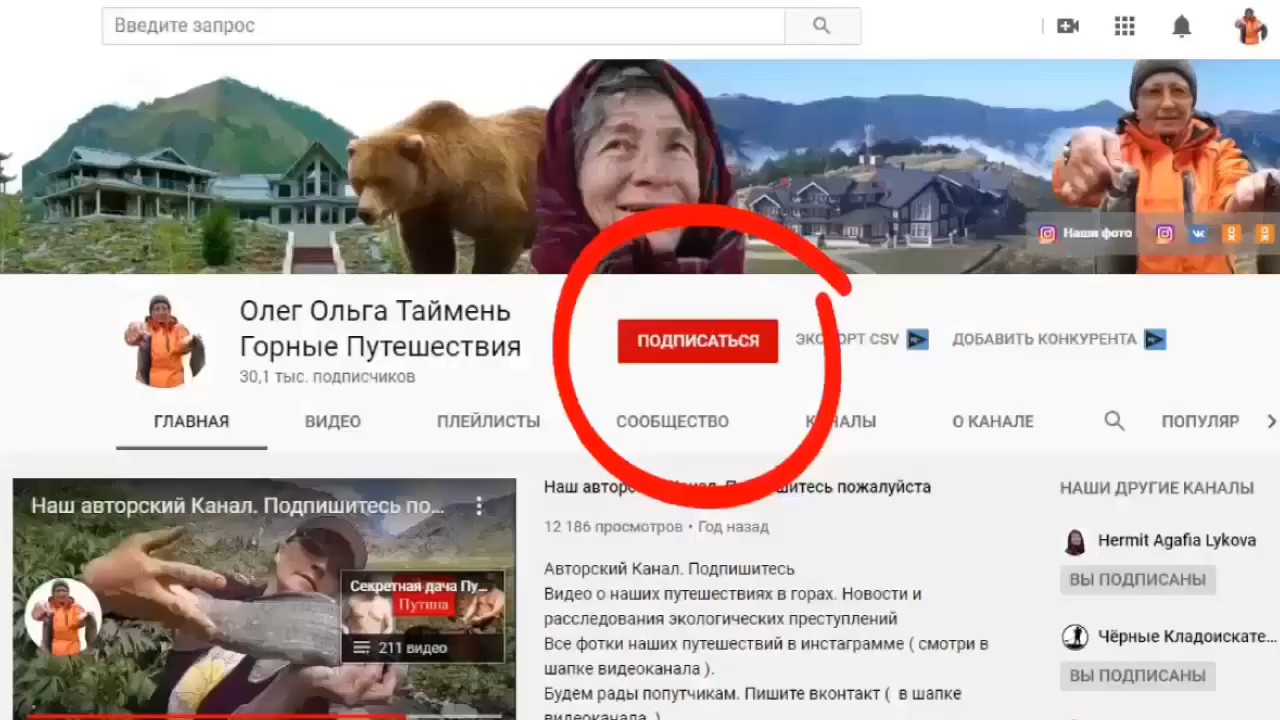 Введите запрос
Наши фото
Олег Ольга Таймень
Горные Путешествия
30,1 тыс. подписчиков
ПОДПИСАТЬСЯ
ЭКСПОРТ CSV
ДОБАВИТЬ КОНКУРЕНТА
ГЛАВНАЯ
ВИДЕО
ПЛЕЙЛИСТЫ
СООБЩЕСТВО
КАНАЛЫ
О КАНАЛЕ
ПОПУЛЯР
Наш авторский Канал. Подпишитесь по...
Секретная дача Пу...
Путина
211 видео
Наш авторский Канал. Подпишитесь пожалуйста
12 186 просмотров • Год назад
Авторский Канал. Подпишитесь
Видео о наших путешествиях в горах. Новости и
расследования экологических преступлений
Все фотки наших путешествий в инстаграмме ( смотри в
шапке видеоканала ).
Будем рады попутчикам. Пишите вконтакт ( в шапке
видеоканала )
НАШИ ДРУГИЕ КАНАЛЫ
Hermit Agafia Lykova
ВЫ ПОДПИСАНЫ
Чёрные Кладоискате...
ВЫ ПОДПИСАНЫ